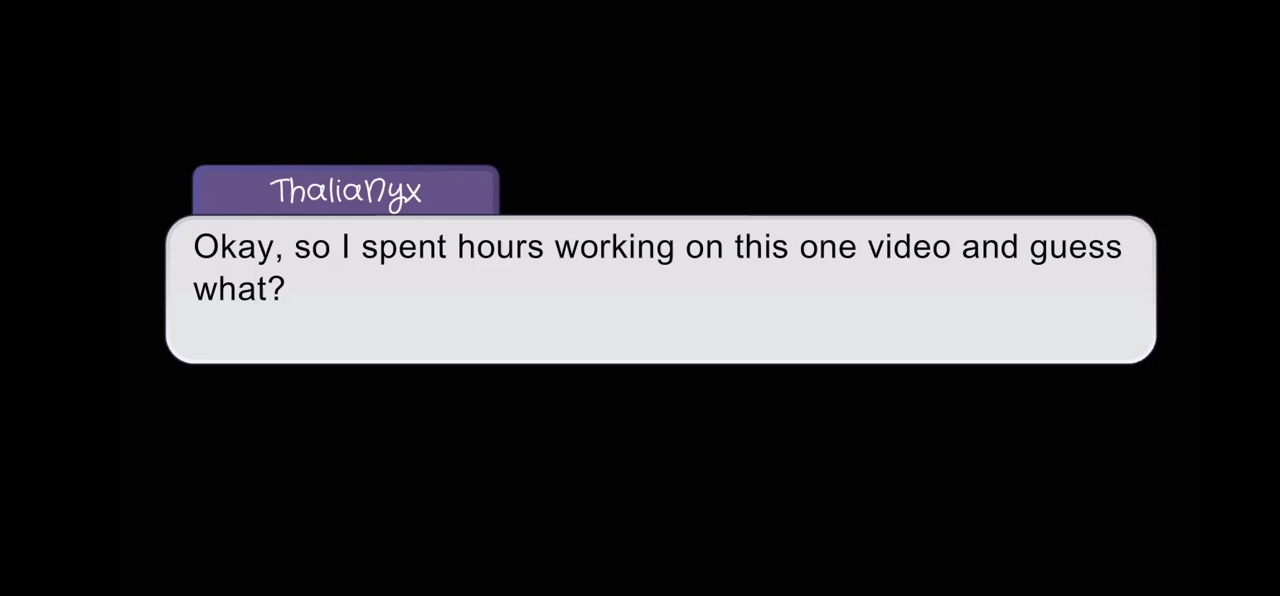 ThaliaNyx
Okay, so I spent hours working on this one video and guess
what?